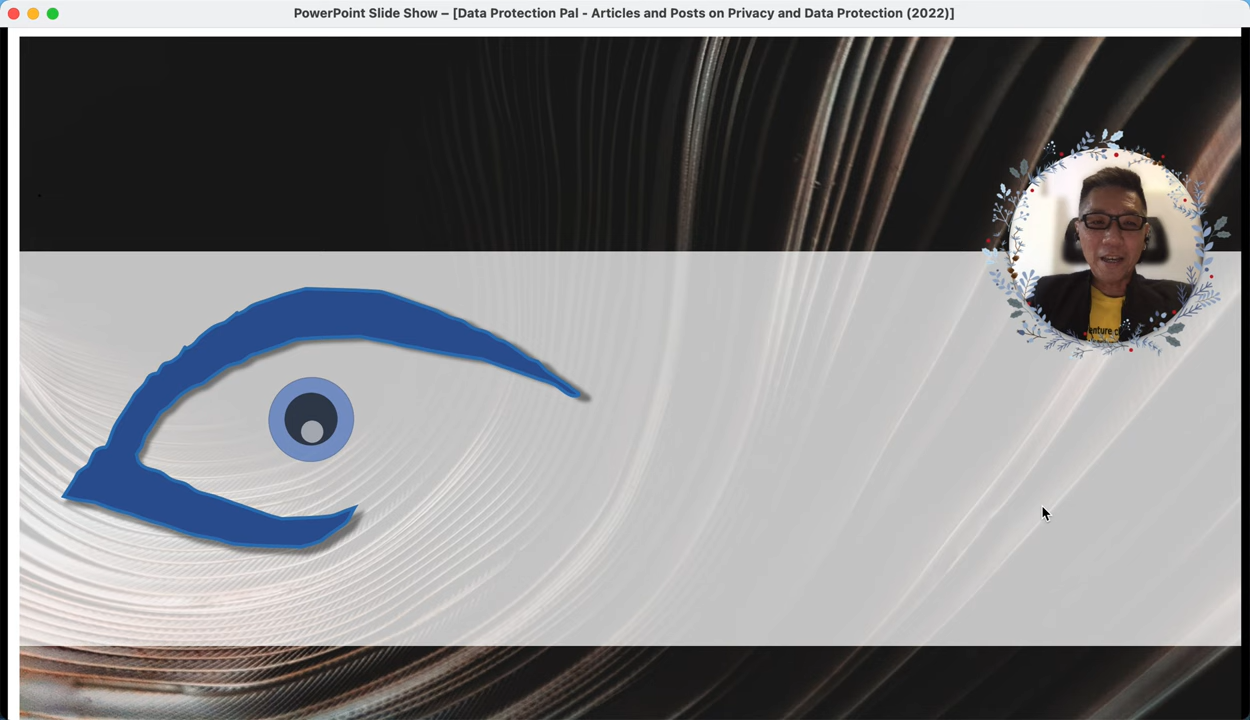 PowerPoint Slide Show – [Data Protection Pal - Articles and Posts on Privacy and Data Protection (2022)]